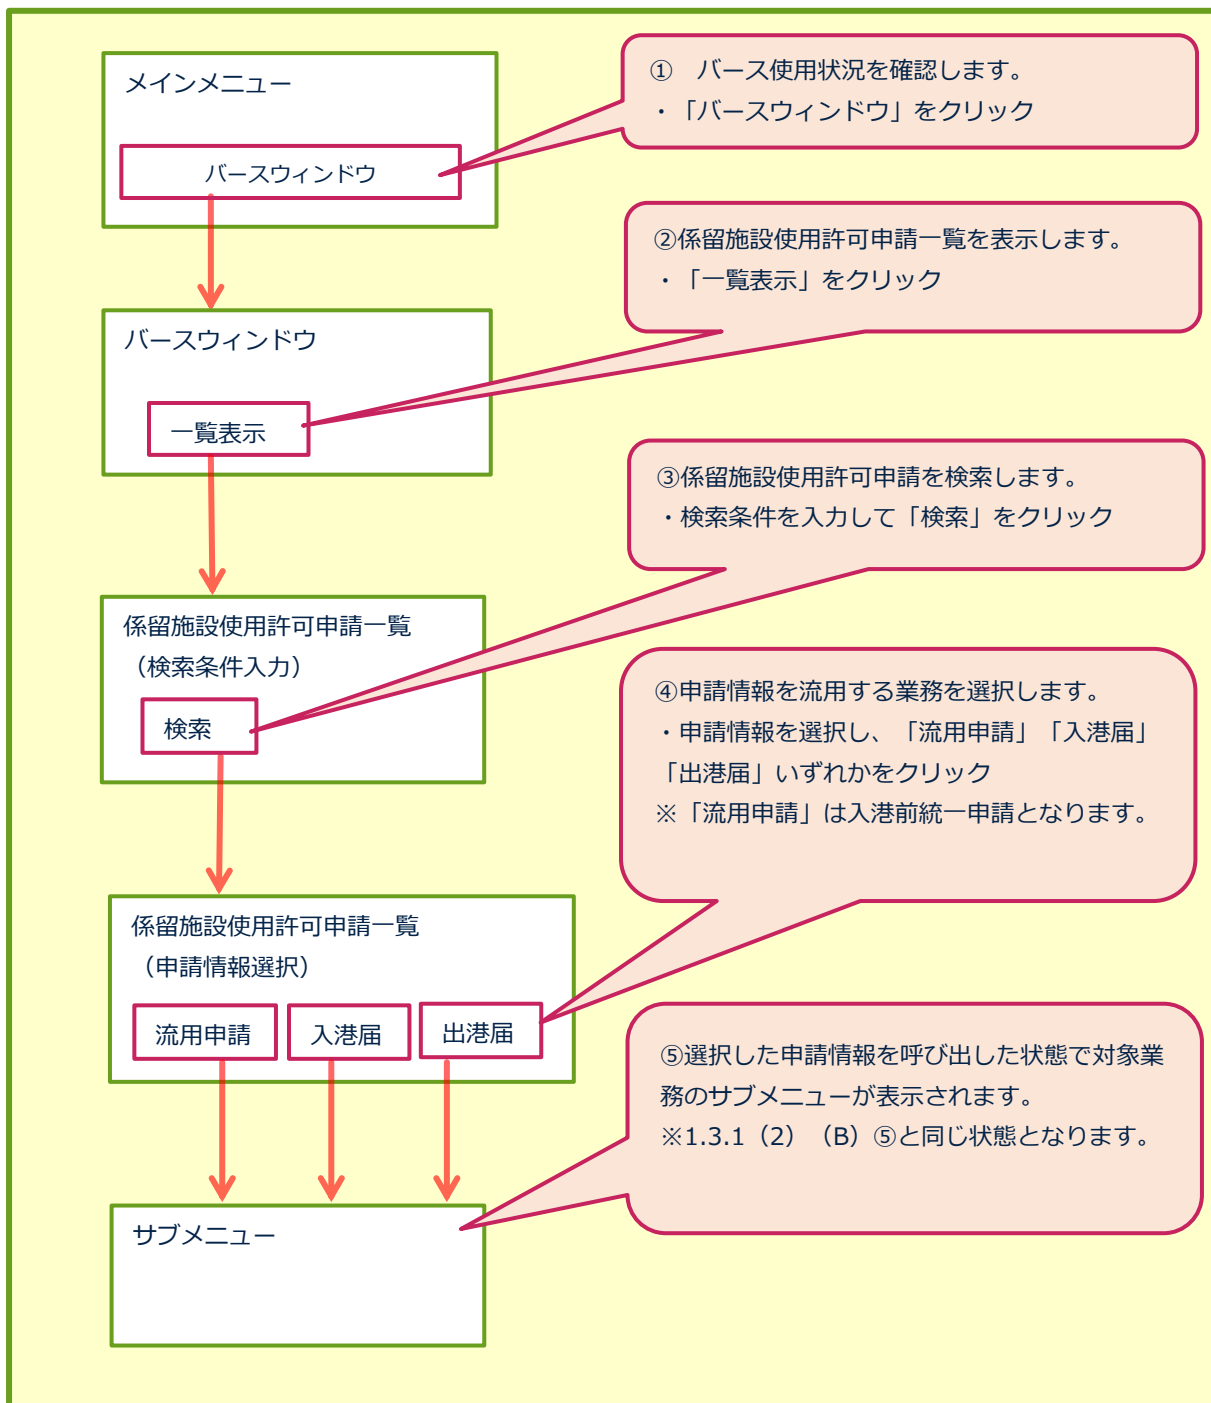 メインメニュー
バースウィンドウ
① バース使用状況を確認します。
・「バースウィンドウ」をクリック
②係留施設使用許可申請一覧を表示します。
・「一覧表示」をクリック
バースウィンドウ
一覧表示
③係留施設使用許可申請を検索します。
・検索条件を入力して「検索」をクリック
係留施設使用許可申請一覧
（検索条件入力）
検索
④申請情報を流用する業務を選択します。
・申請情報を選択し、「流用申請」「入港届」
「出港届」いずれかをクリック
※「流用申請」は入港前統一申請となります。
係留施設使用許可申請一覧
（申請情報選択）
流用申請
入港届
出港届
⑤選択した申請情報を呼び出した状態で対象業
務のサブメニューが表示されます。
※1.3.1（2）（B）⑤と同じ状態となります。
サブメニュー